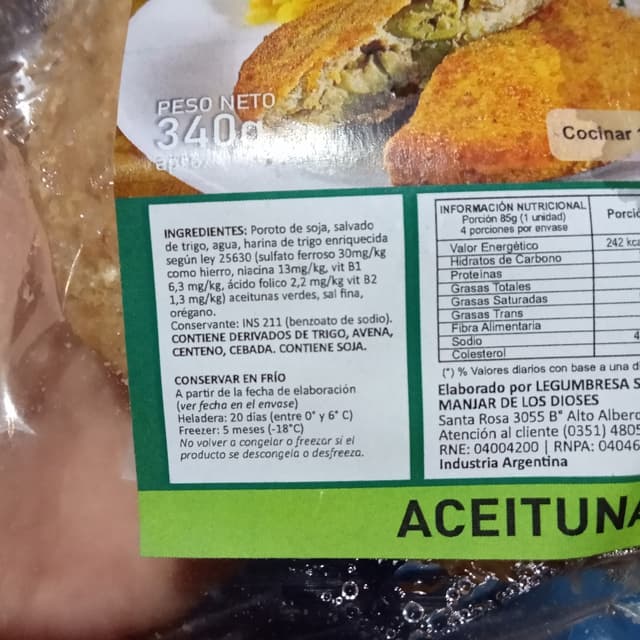 PESO NETO
340g
Cocinar
INGREDIENTES: Poroto de soja, salvado
de trigo, agua, harina de trigo enriquecida
según ley 25630 (sulfato ferroso 30mg/kg
como hierro, niacina 13mg/kg, vit B1
6,3 mg/kg, ácido folico 2,2 mg/kg vit B2
1,3 mg/kg) aceitunas verdes, sal fina,
orégano.
Conservante: INS 211 (benzoato de sodio).
CONTIENE DERIVADOS DE TRIGO, AVENA,
CENTENO, CEBADA. CONTIENE SOJA.
CONSERVAR EN FRÍO
A partir de la fecha de elaboración
(ver fecha en el envase)
Heladera: 20 días (entre 0° y 6° C)
Freezer: 5 meses (-18°C)
No volver a congelar o freezar si el
producto se descongela o desfreeza.
INFORMACIÓN NUTRICIONAL
Porción 85g (1 unidad)
4 porciones por envase
Porció
Valor Energético 242 kc
Hidratos de Carbono
Proteínas
Grasas Totales
Grasas Saturadas
Grasas Trans
Fibra Alimentaria
Sodio 4
Colesterol
(*) % Valores diarios con base a una d
Elaborado por LEGUMBRESA S
MANJAR DE LOS DIOSES
Santa Rosa 3055 B° Alto Alberd
Atención al cliente (0351) 4805
RNE: 04004200 | RNPA: 04046
Industria Argentina
ACEITUNA